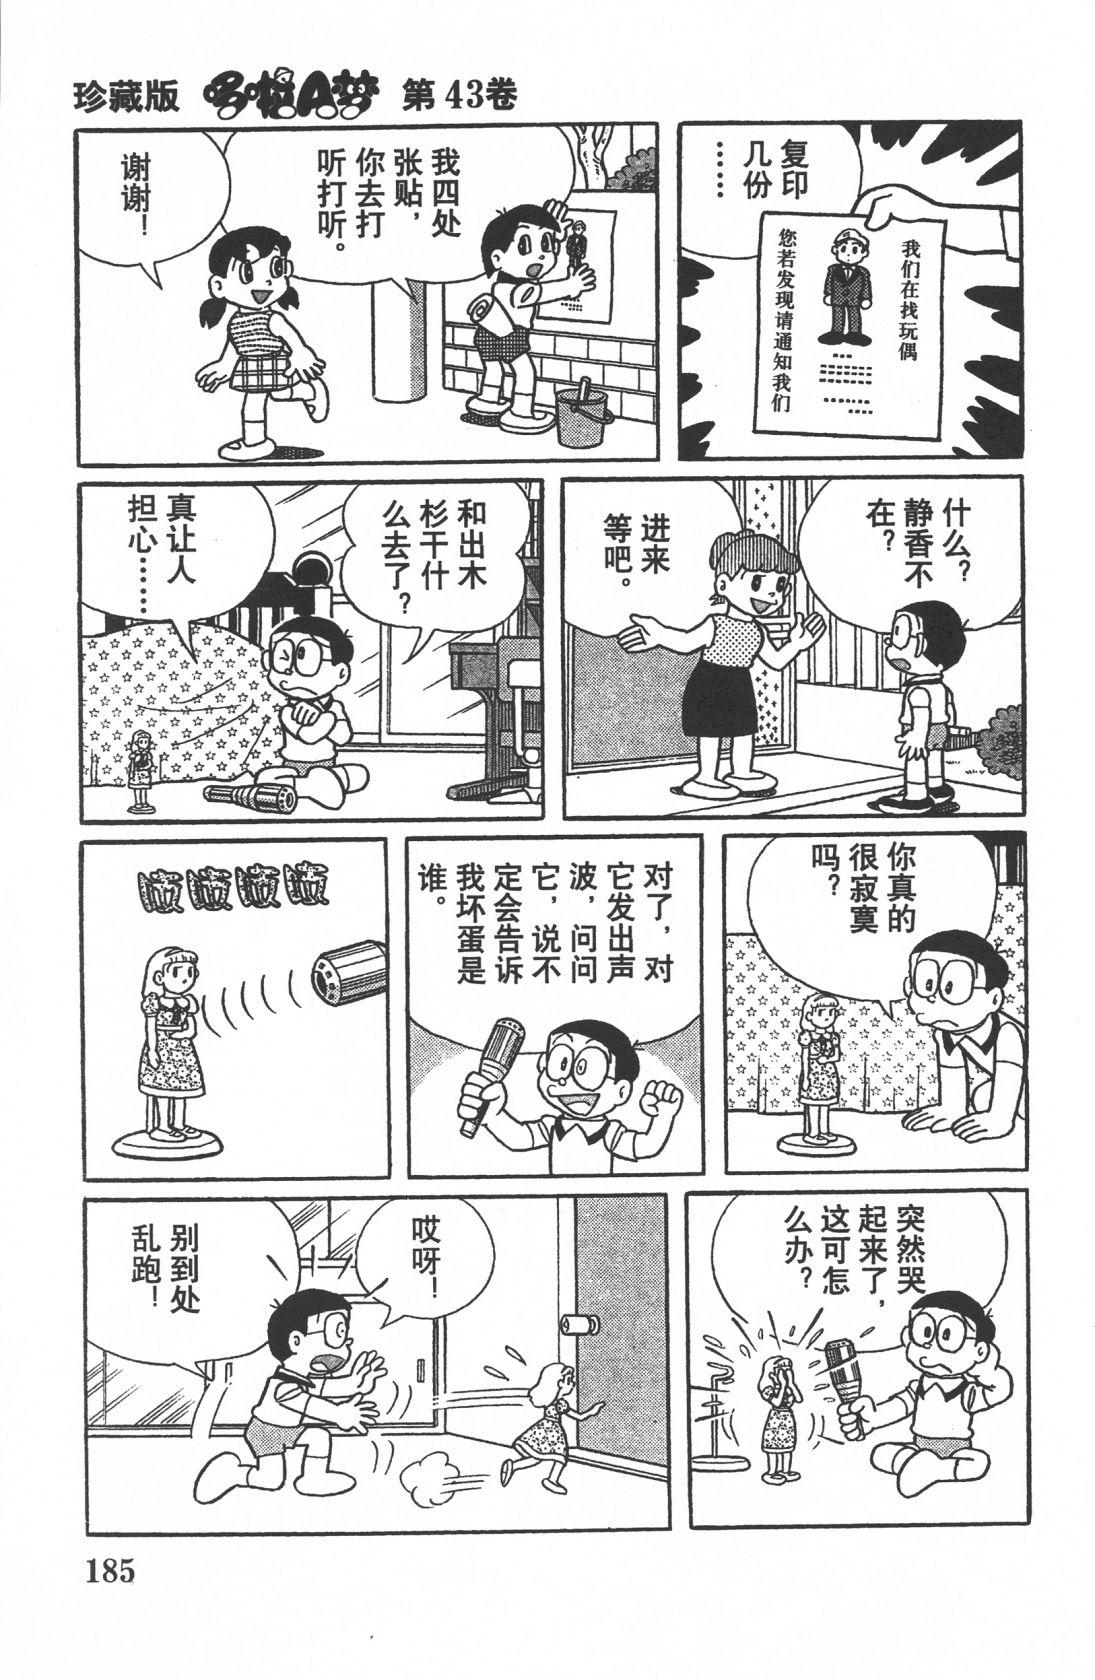 珍藏版 哆啦A梦 第43卷
复印
几份
……
我们在找玩偶
您若发现请通知我们
我四处
张贴，
你去打
听打听。
谢谢！
什么？
静香不
在？
进来
等吧。
和出木
杉干什
么去了？
真让人
担心……
你真的
很寂寞
吗？
对了，对
它发出声
波，问问
它，说不
定会告诉
我坏蛋是
谁。
突然哭
起来了，
这可怎
么办？
哎呀！
别到处
乱跑！
185